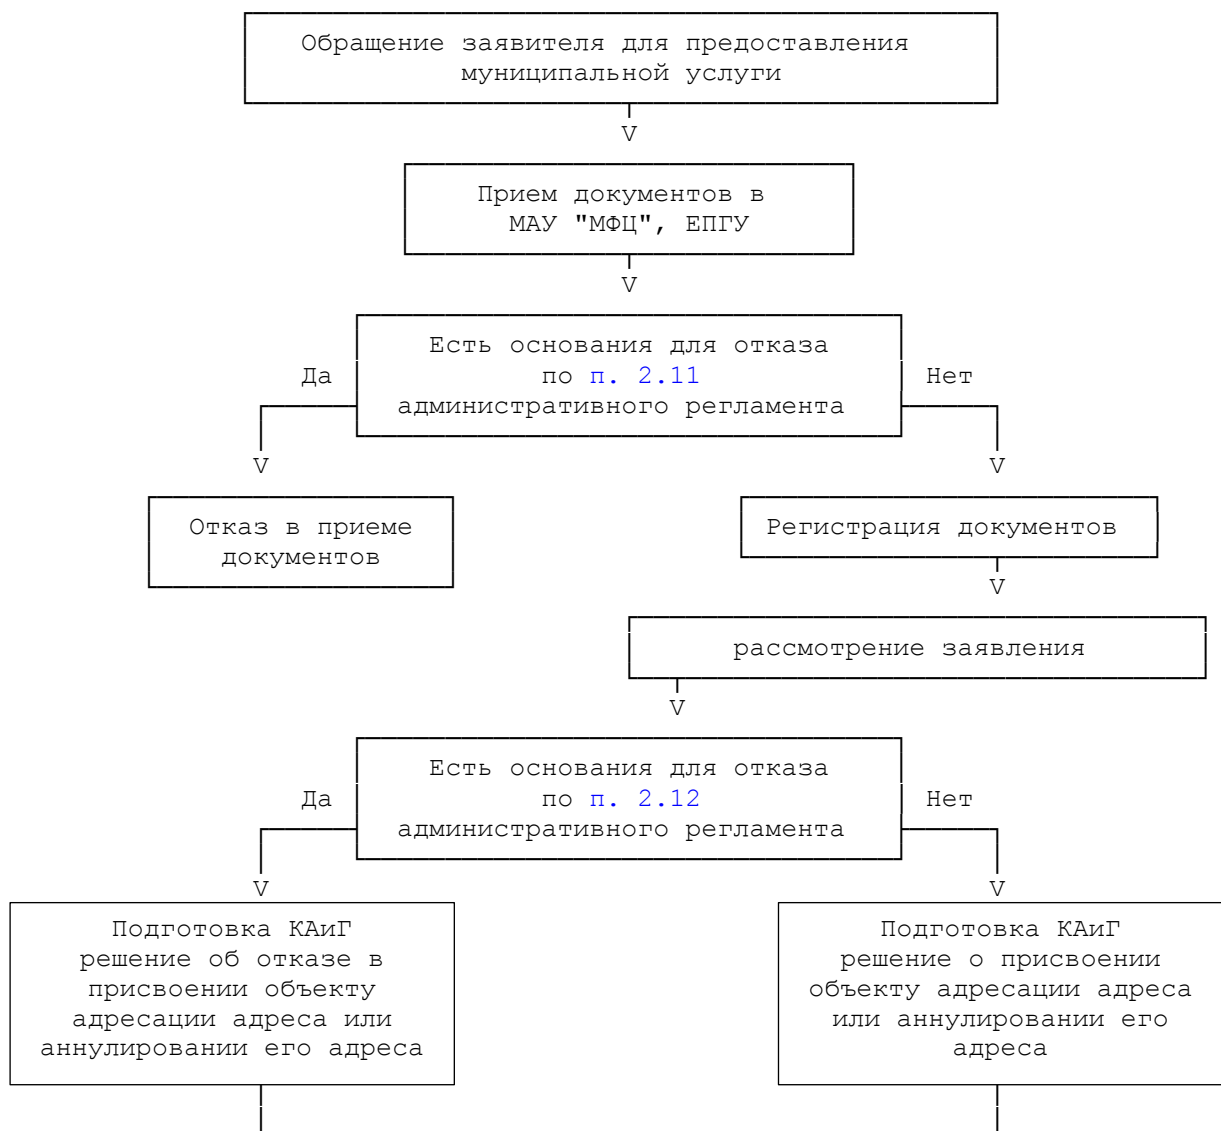 Обращение заявителя для предоставления
муниципальной услуги
V
Прием документов в
МАУ "МФЦ", ЕПГУ
V
Есть основания для отказа
Да по п. 2.11 Нет
административного регламента
V V
Отказ в приеме
документов
Регистрация документов
V
рассмотрение заявления
V
Есть основания для отказа
Да по п. 2.12 Нет
административного регламента
V V
Подготовка КАиГ
решение об отказе в
присвоении объекту
адресации адреса или
аннулировании его адреса
Подготовка КАиГ
решение о присвоении
объекту адресации адреса
или аннулировании его
адреса